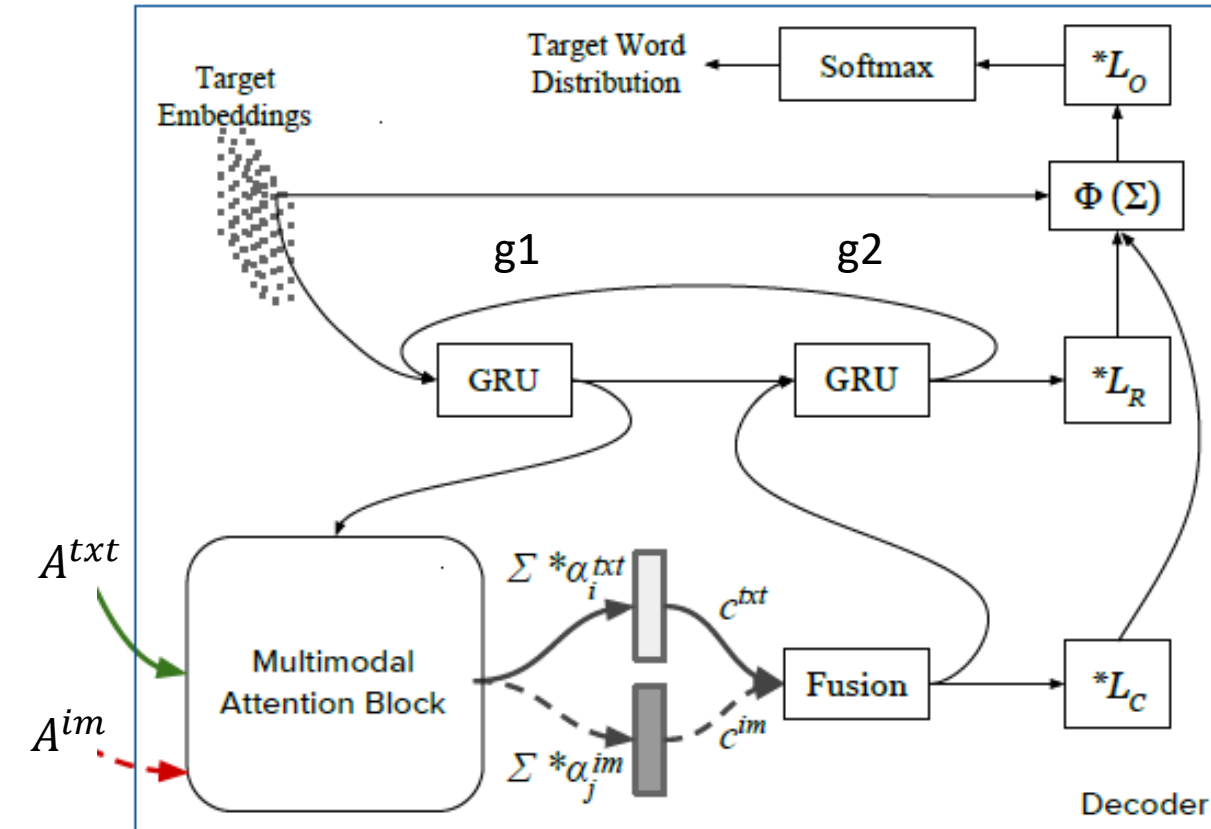 Target Word
Distribution
Softmax
*L_O
Target
Embeddings
Φ (Σ)
g1
g2
GRU
GRU
*L_R
A^{txt}
Σ *α_i^{txt}
c^{txt}
Multimodal
Attention Block
Fusion
*L_C
A^{im}
c^{im}
Σ *α_j^{im}
Decoder